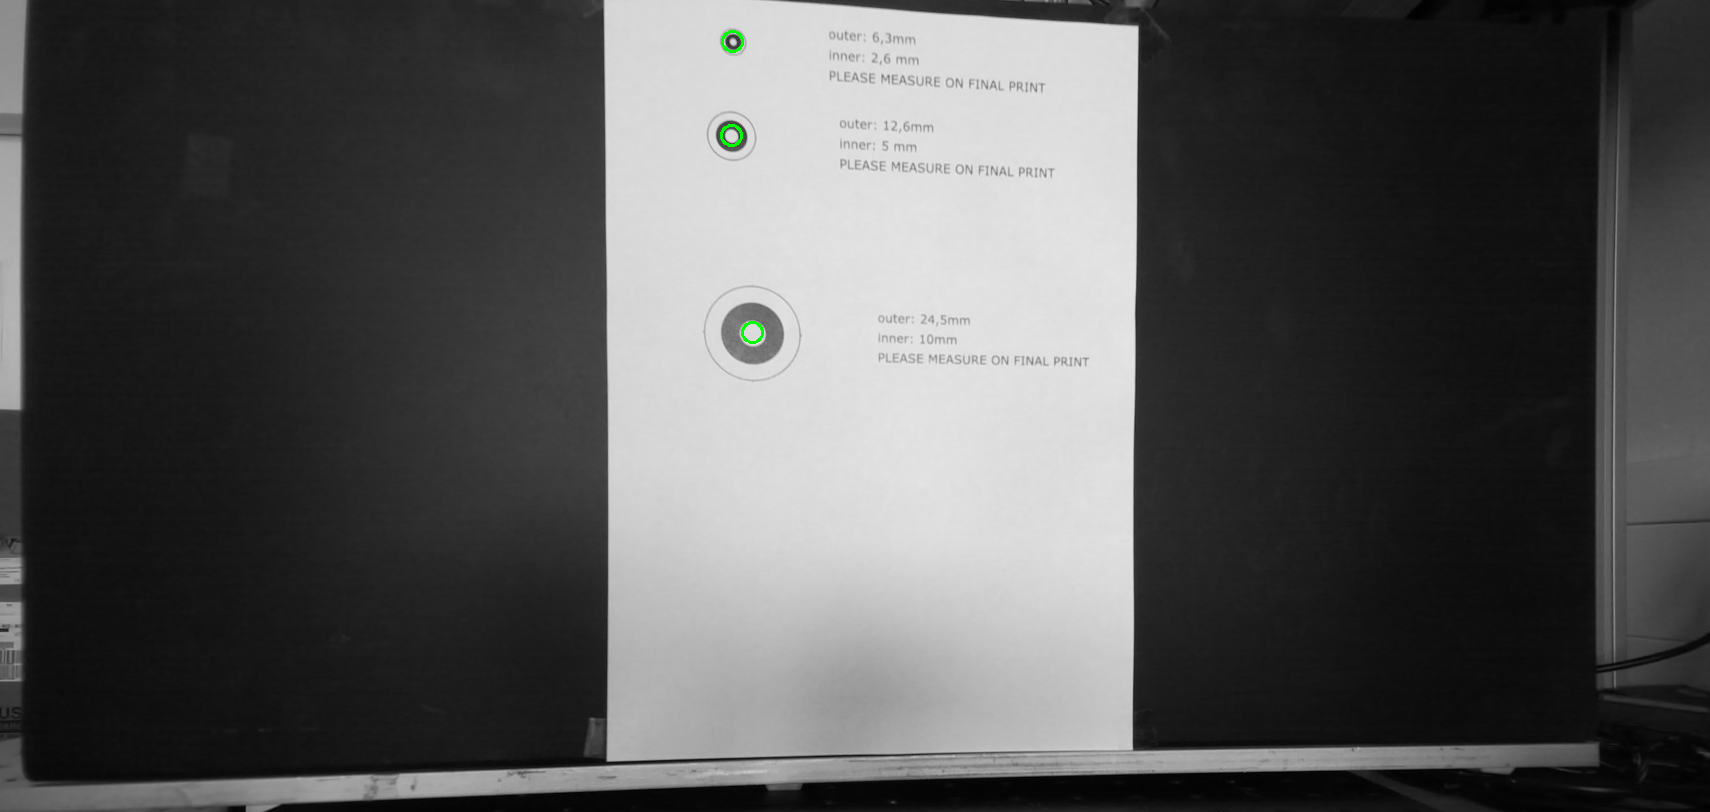 outer: 6,3mm
inner: 2,6 mm
PLEASE MEASURE ON FINAL PRINT
outer: 12,6mm
inner: 5 mm
PLEASE MEASURE ON FINAL PRINT
outer: 24,5mm
inner: 10mm
PLEASE MEASURE ON FINAL PRINT
US